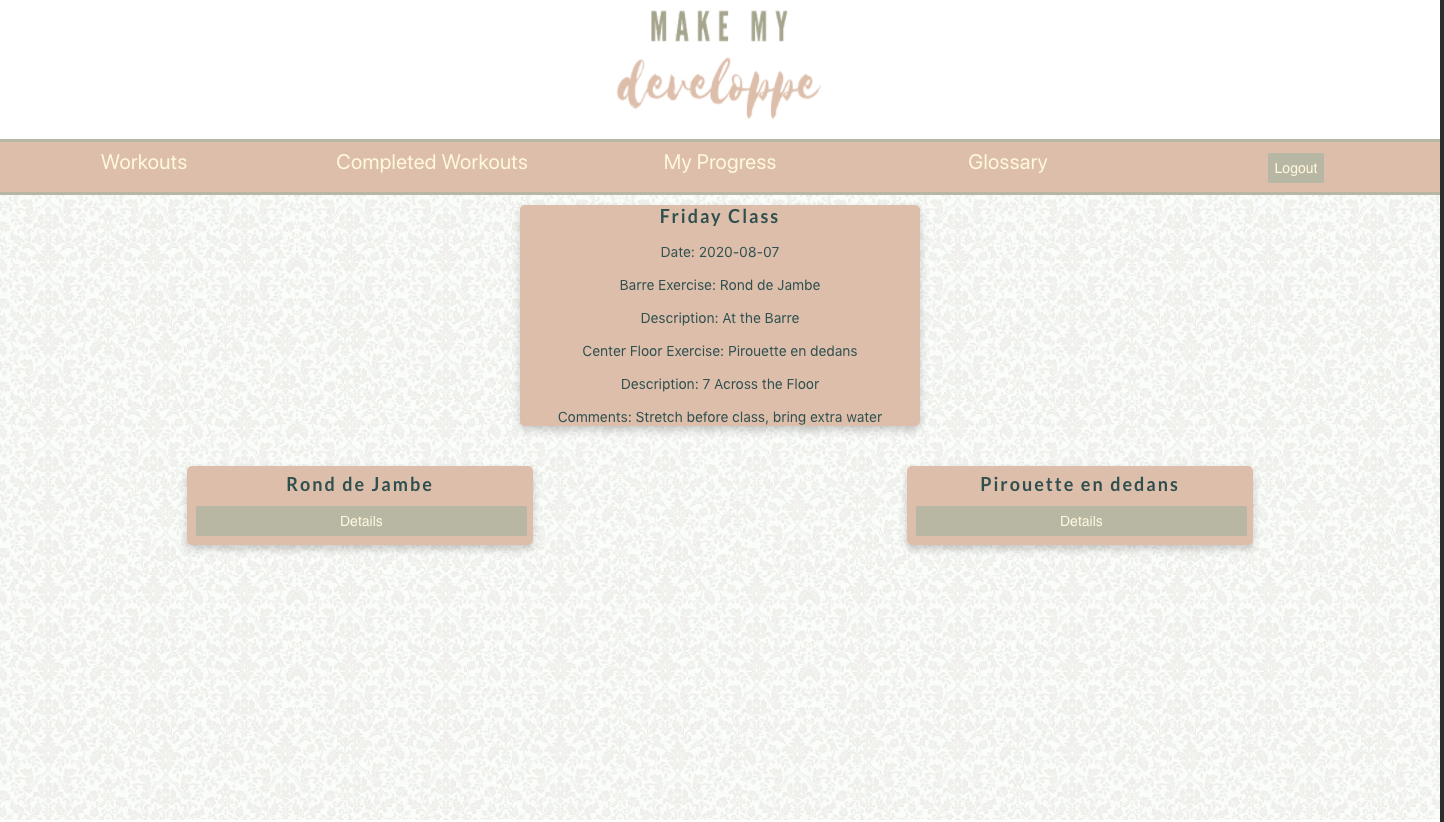 MAKE MY
developpe
Workouts Completed Workouts My Progress Glossary Logout
Friday Class
Date: 2020-08-07
Barre Exercise: Rond de Jambe
Description: At the Barre
Center Floor Exercise: Pirouette en dedans
Description: 7 Across the Floor
Comments: Stretch before class, bring extra water
Rond de Jambe
Details
Pirouette en dedans
Details